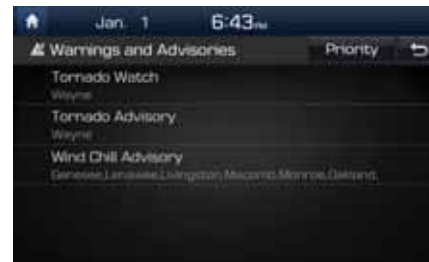 Jan. 1 6:43PM
Warnings and Advisories Priority
Tornado Watch
Wayne
Tornado Advisory
Wayne
Wind Chill Advisory
Genesee,Lenawee,Livingston,Macomb,Monroe,Oakland,